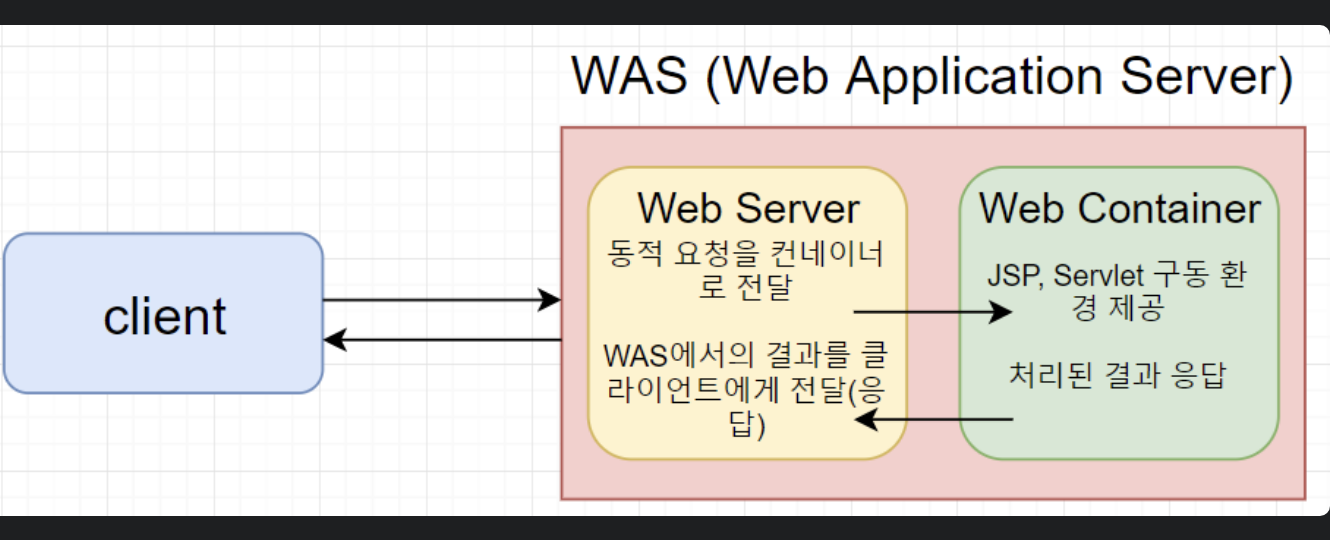 WAS (Web Application Server)
client
Web Server
동적 요청을 컨네이너
로 전달
WAS에서의 결과를 클
라이언트에게 전달(응
답)
Web Container
JSP, Servlet 구동 환
경 제공
처리된 결과 응답